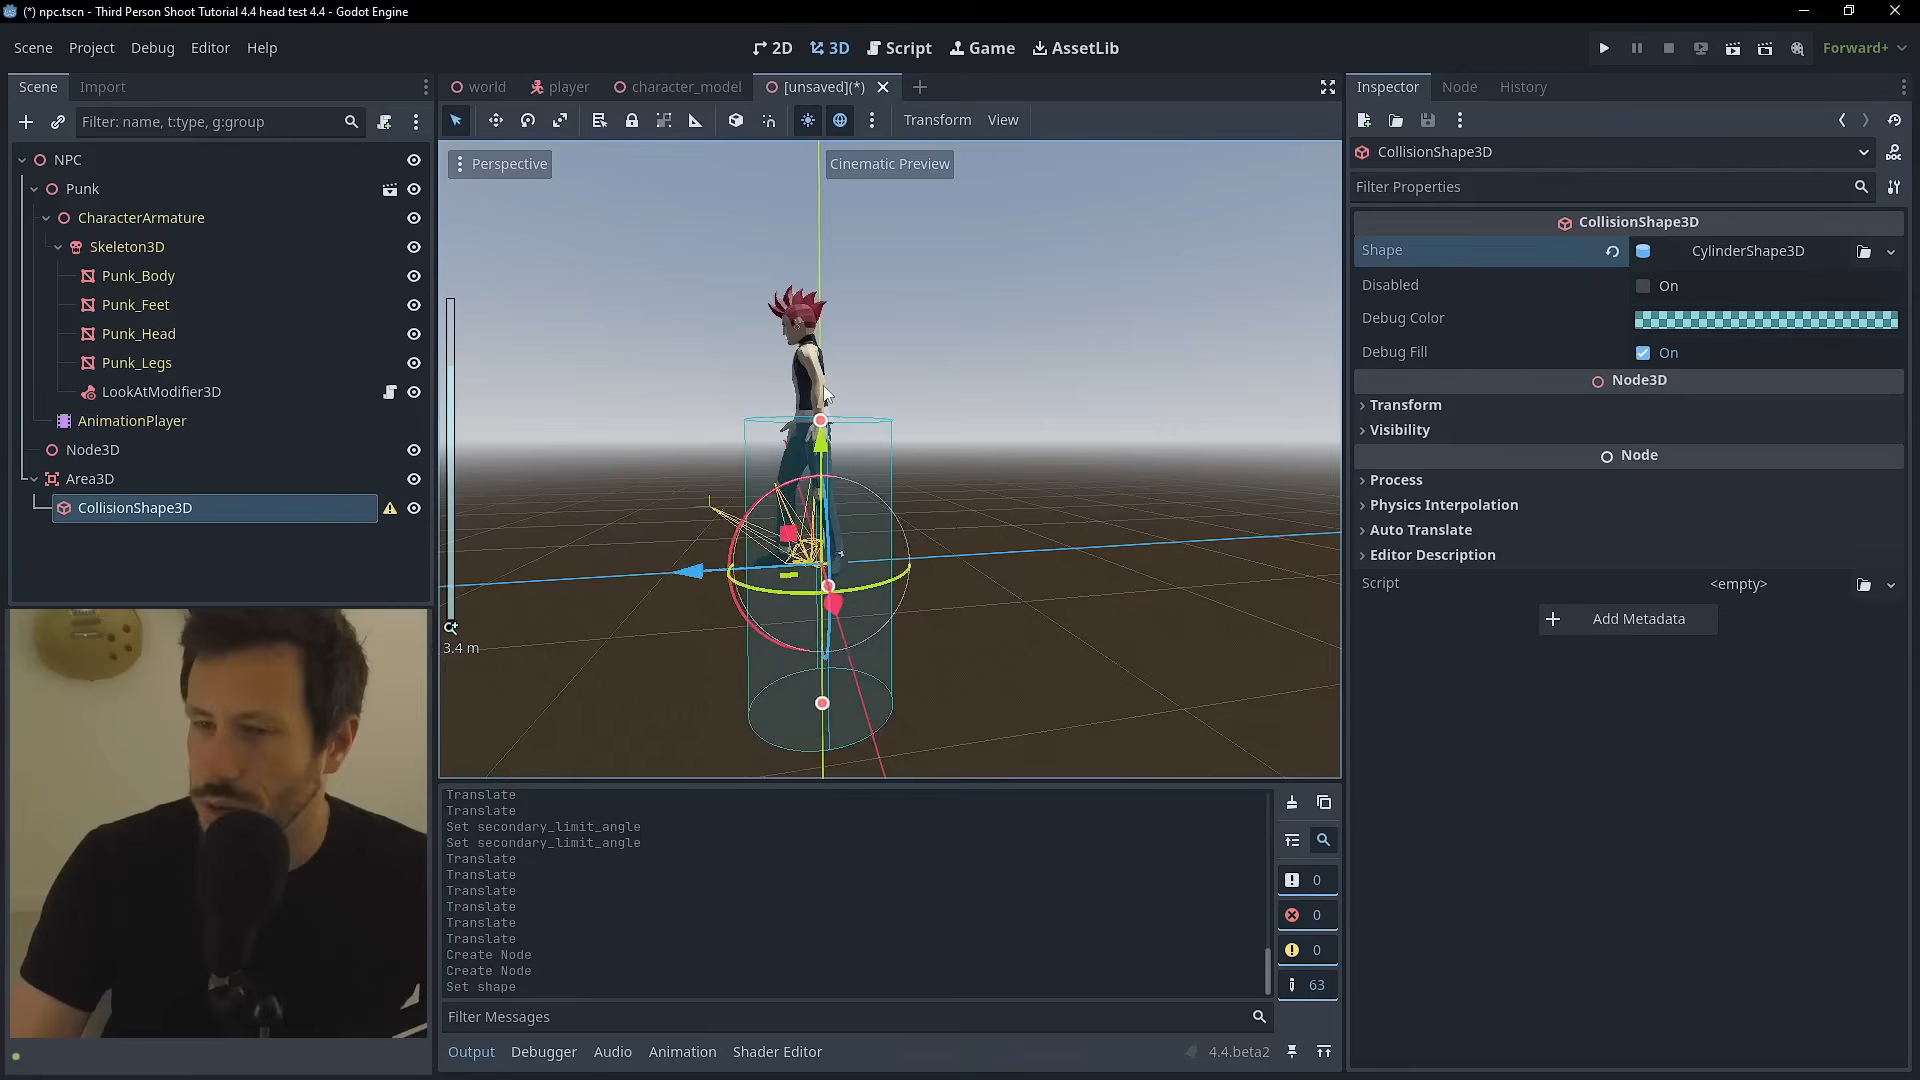 (*) npc.tscn - Third Person Shoot Tutorial 4.4 head test 4.4 - Godot Engine
Scene Project Debug Editor Help
2D 3D Script Game AssetLib
Forward+
Scene Import
Filter: name, t:type, g:group
NPC
Punk
CharacterArmature
Skeleton3D
Punk_Body
Punk_Feet
Punk_Head
Punk_Legs
LookAtModifier3D
AnimationPlayer
Node3D
Area3D
CollisionShape3D
world player character_model [unsaved](*)
Transform View
Perspective
Cinematic Preview
3.4 m
Translate
Translate
Set secondary_limit_angle
Set secondary_limit_angle
Translate
Translate
Translate
Translate
Translate
Translate
Create Node
Create Node
Set shape
0
0
0
63
Filter Messages
Output Debugger Audio Animation Shader Editor
4.4.beta2
Inspector Node History
CollisionShape3D
Filter Properties
CollisionShape3D
Shape CylinderShape3D
Disabled On
Debug Color
Debug Fill On
Node3D
Transform
Visibility
Node
Process
Physics Interpolation
Auto Translate
Editor Description
Script <empty>
Add Metadata